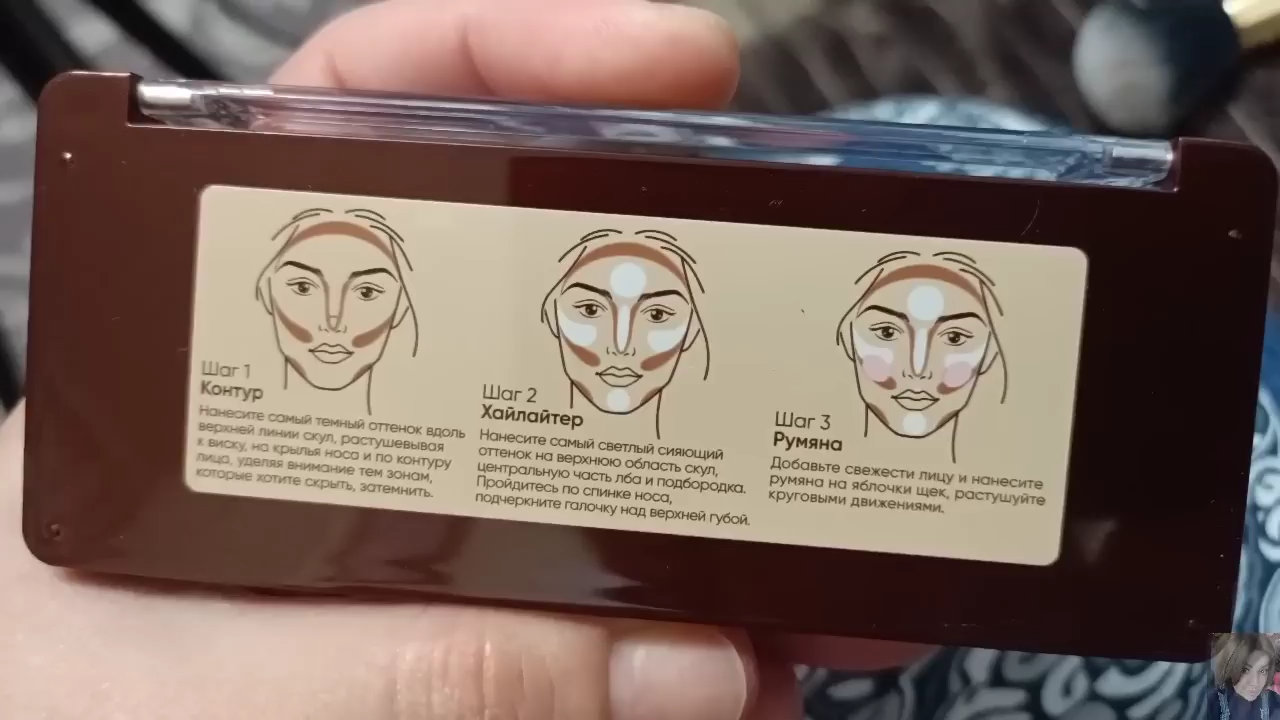 Шаг 1
Контур
Нанесите самый темный оттенок вдоль
верхней линии скул, растушевывая
к виску, на крылья носа и по контуру
лица, уделяя внимание тем зонам,
которые хотите скрыть, затемнить.
Шаг 2
Хайлайтер
Нанесите самый светлый сияющий
оттенок на верхнюю область скул,
центральную часть лба и подбородка.
Пройдитесь по спинке носа,
подчеркните галочку над верхней губой.
Шаг 3
Румяна
Добавьте свежести лицу и нанесите
румяна на яблочки щек, растушуйте
круговыми движениями.